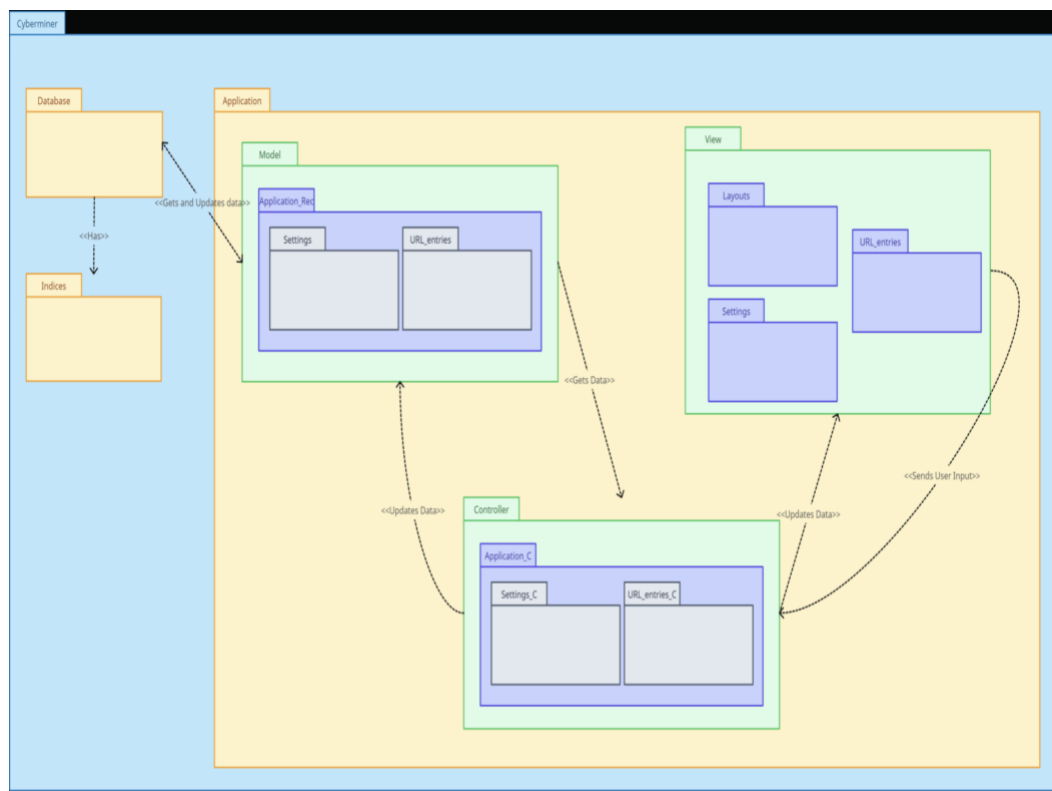 Cyberminer
Database
Application
View
Model
Layouts
Application_Rec
<<Gets and Updates data>>
Settings
URL_entries
URL_entries
<<Has>>
Indices
Settings
<<Gets Data>>
<<Sends User Input>>
<<Updates Data>>
<<Updates Data>>
Controller
Application_C
Settings_C
URL_entries_C